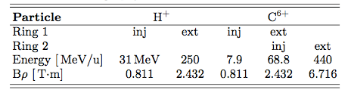 Particle H+ C6+
Ring 1 inj ext inj ext
Ring 2 inj ext
Energy [MeV/u] 31 MeV 250 7.9 68.8 440
Bρ [T·m] 0.811 2.432 0.811 2.432 6.716